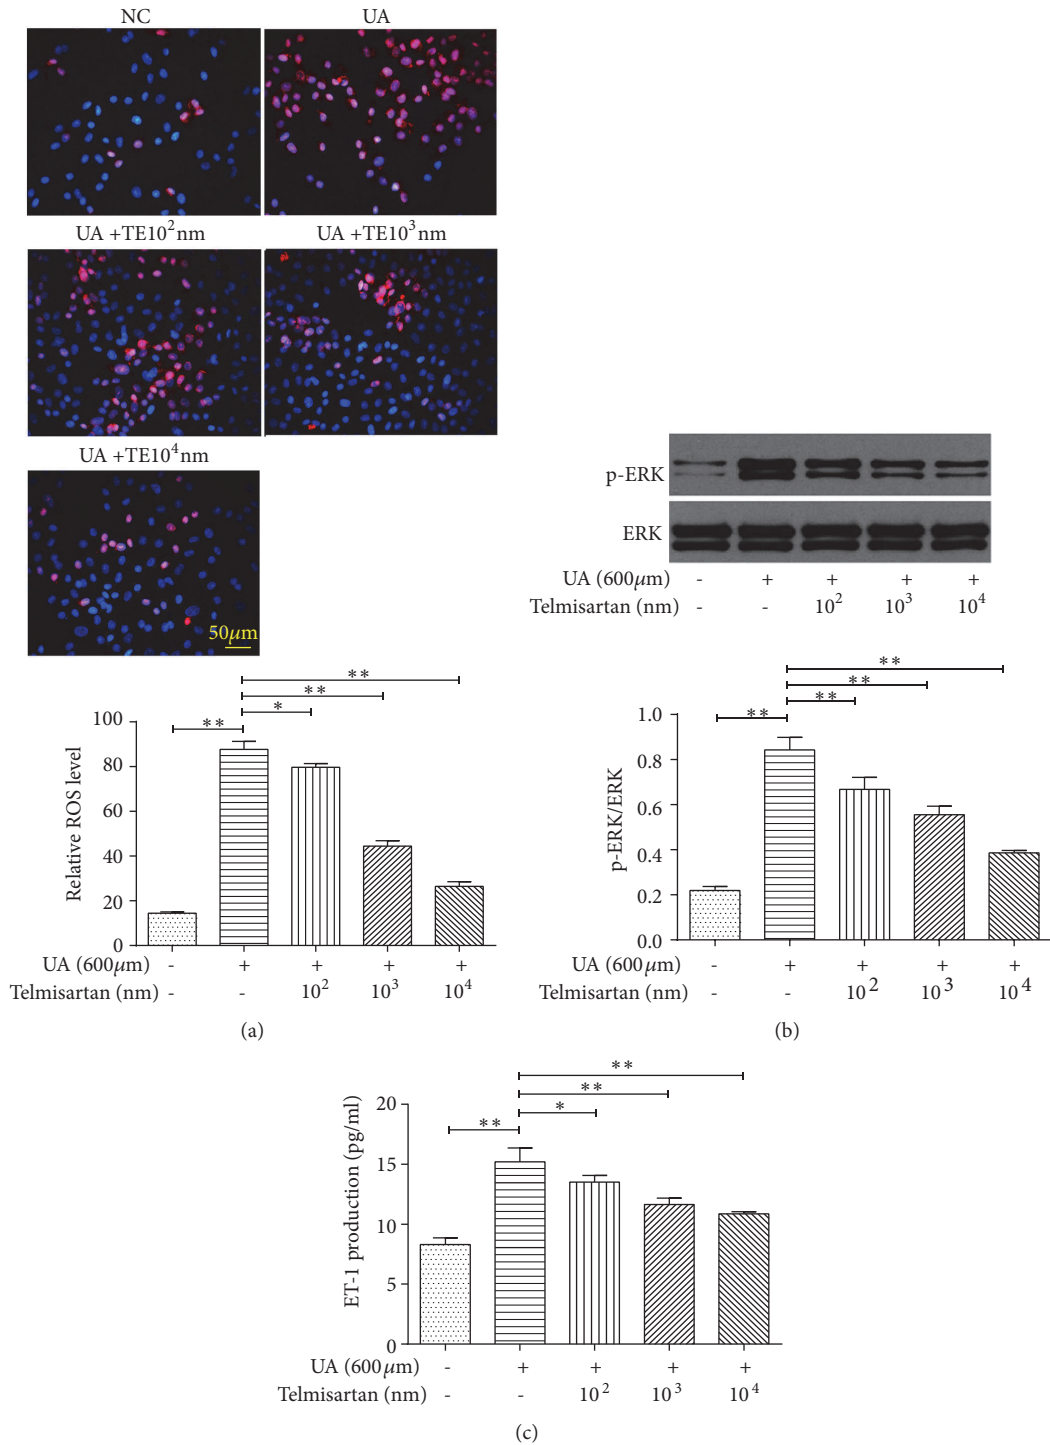 NC UA
UA +TE10²nm UA +TE10³nm
UA +TE10⁴nm
50µm
p-ERK
ERK
UA (600µm) - + + + +
Telmisartan (nm) - - 10² 10³ 10⁴
** ** * **
100
80
60
40
20
0
Relative ROS level
UA (600µm) - + + + +
Telmisartan (nm) - - 10² 10³ 10⁴
(a)
** ** ** **
1.0
0.8
0.6
0.4
0.2
0.0
p-ERK/ERK
UA (600µm) - + + + +
Telmisartan (nm) - - 10² 10³ 10⁴
(b)
** ** * **
20
15
10
5
0
ET-1 production (pg/ml)
UA (600µm) - + + + +
Telmisartan (nm) - - 10² 10³ 10⁴
(c)